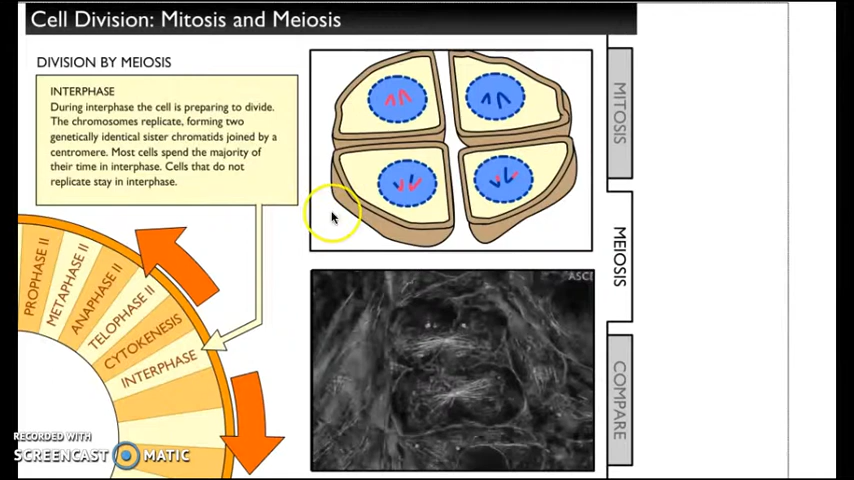 Cell Division: Mitosis and Meiosis
DIVISION BY MEIOSIS
INTERPHASE
During interphase the cell is preparing to divide.
The chromosomes replicate, forming two
genetically identical sister chromatids joined by a
centromere. Most cells spend the majority of
their time in interphase. Cells that do not
replicate stay in interphase.
PROPHASE II
METAPHASE II
ANAPHASE II
TELOPHASE II
CYTOKENESIS
INTERPHASE
ASCB
MITOSIS
MEIOSIS
COMPARE
RECORDED WITH
SCREENCAST MATIC